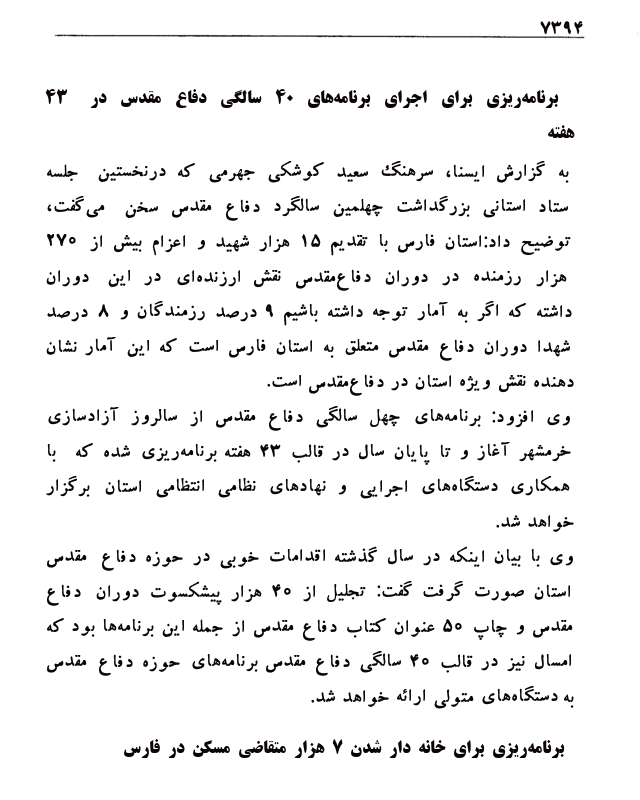 ۷۳۹۴
برنامه‌ریزی برای اجرای برنامه‌های ۴۰ سالگی دفاع مقدس در ۴۳
هفته
به گزارش ایسنا، سرهنگ سعید کوشکی جهرمی که درنخستین جلسه
ستاد استانی بزرگداشت چهلمین سالگرد دفاع مقدس سخن می‌گفت،
توضیح داد:استان فارس با تقدیم ۱۵ هزار شهید و اعزام بیش از ۲۷۰
هزار رزمنده در دوران دفاع‌مقدس نقش ارزنده‌ای در این دوران
داشته که اگر به آمار توجه داشته باشیم ۹ درصد رزمندگان و ۸ درصد
شهدا دوران دفاع مقدس متعلق به استان فارس است که این آمار نشان
دهنده نقش ویژه استان در دفاع‌مقدس است.
وی افزود: برنامه‌های چهل سالگی دفاع مقدس از سالروز آزادسازی
خرمشهر آغاز و تا پایان سال در قالب ۴۳ هفته برنامه‌ریزی شده که با
همکاری دستگاه‌های اجرایی و نهادهای نظامی انتظامی استان برگزار
خواهد شد.
وی با بیان اینکه در سال گذشته اقدامات خوبی در حوزه دفاع مقدس
استان صورت گرفت گفت: تجلیل از ۴۰ هزار پیشکسوت دوران دفاع
مقدس و چاپ ۵۰ عنوان کتاب دفاع مقدس از جمله این برنامه‌ها بود که
امسال نیز در قالب ۴۰ سالگی دفاع مقدس برنامه‌های حوزه دفاع مقدس
به دستگاه‌های متولی ارائه خواهد شد.
برنامه‌ریزی برای خانه دار شدن ۷ هزار متقاضی مسکن در فارس